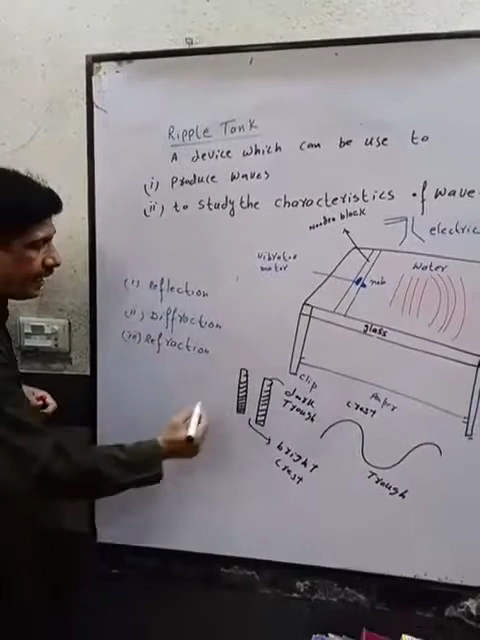 Ripple Tank
A device which can be use to
(i) Produce waves
(ii) to study the characteristics of wave
wooden block
electric
vibrator
motor
water
(i) Reflection
(ii) Diffraction
(iii) Refraction
glass
clip
Paper
dark
Trough
crest
bright
crest
Trough